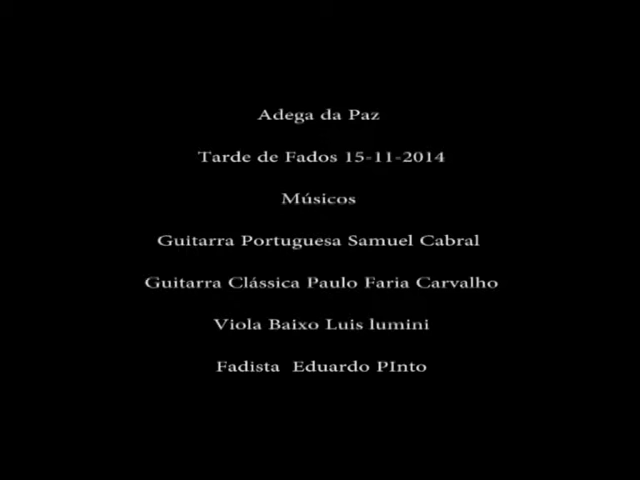 Adega da Paz
Tarde de Fados 15-11-2014
Músicos
Guitarra Portuguesa Samuel Cabral
Guitarra Clássica Paulo Faria Carvalho
Viola Baixo Luis lumini
Fadista  Eduardo PInto